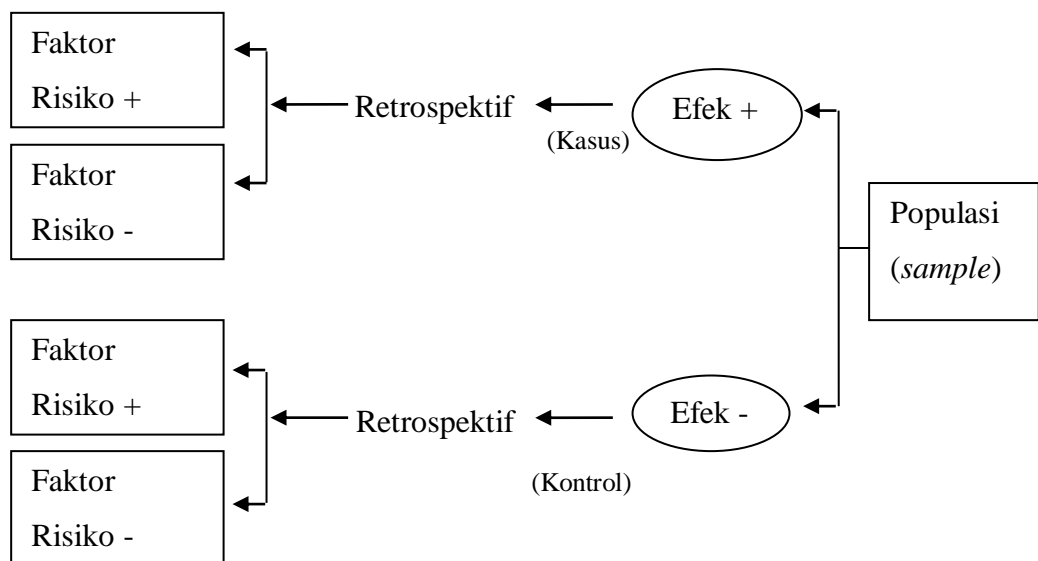 Faktor
Risiko +
Retrospektif
(Kasus)
Efek +
Faktor
Risiko -
Populasi
(sample)
Faktor
Risiko +
Retrospektif
(Kontrol)
Efek -
Faktor
Risiko -